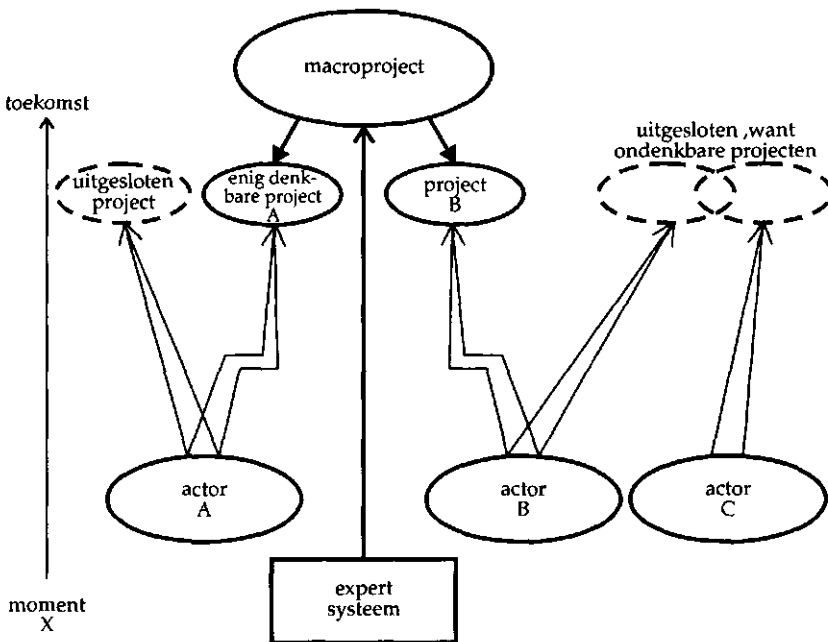 macroproject
toekomst
uitgesloten ,want
ondenkbare projecten
uitgesloten
project
enig denk-
bare project
A
project
B
actor
A
actor
B
actor
C
expert
systeem
moment
X